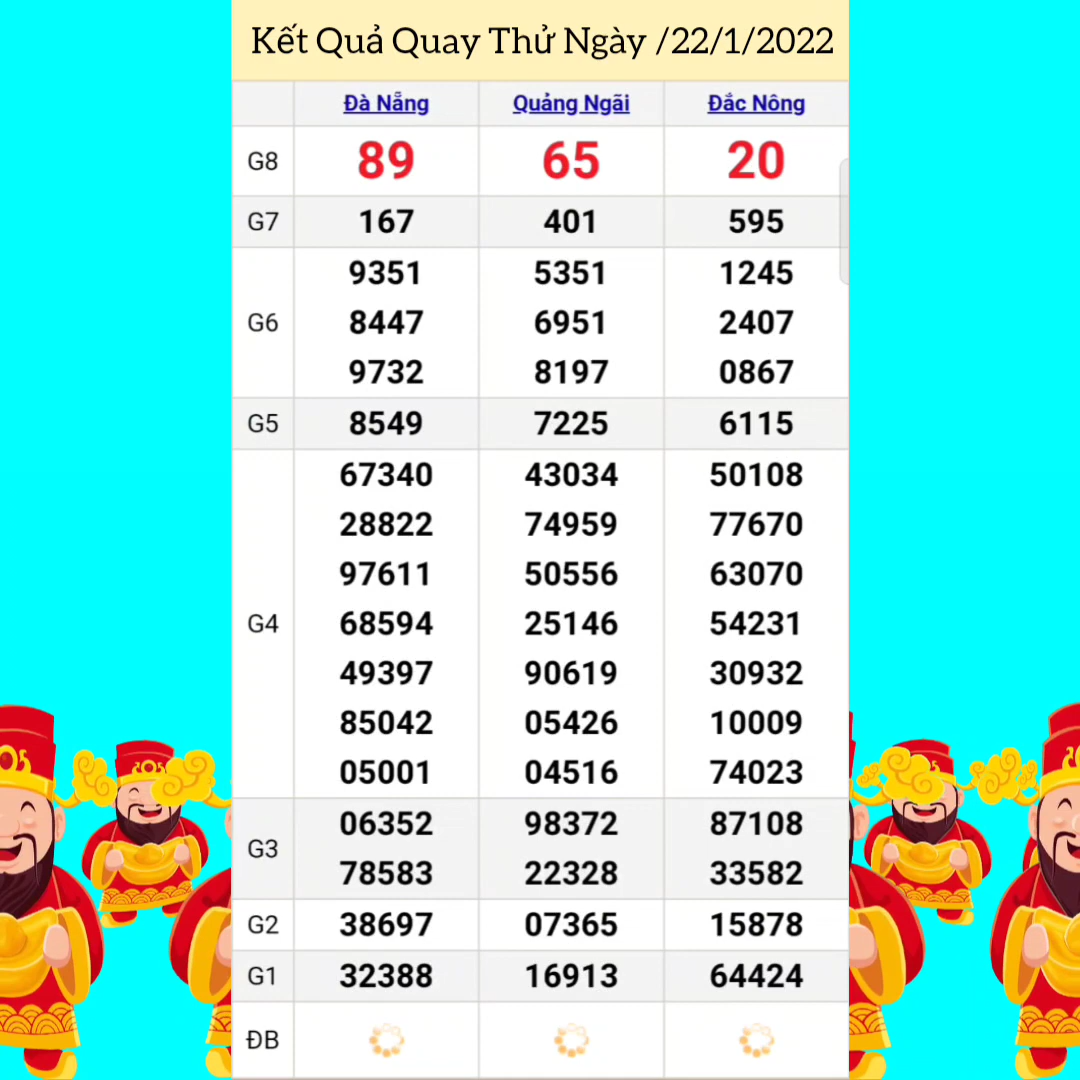 Kết Quả Quay Thử Ngày /22/1/2022
Đà Nẵng Quảng Ngãi Đắc Nông
G8 89 65 20
G7 167 401 595
9351 5351 1245
G6 8447 6951 2407
9732 8197 0867
G5 8549 7225 6115
67340 43034 50108
28822 74959 77670
97611 50556 63070
G4 68594 25146 54231
49397 90619 30932
85042 05426 10009
05001 04516 74023
G3 06352 98372 87108
78583 22328 33582
G2 38697 07365 15878
G1 32388 16913 64424
ĐB